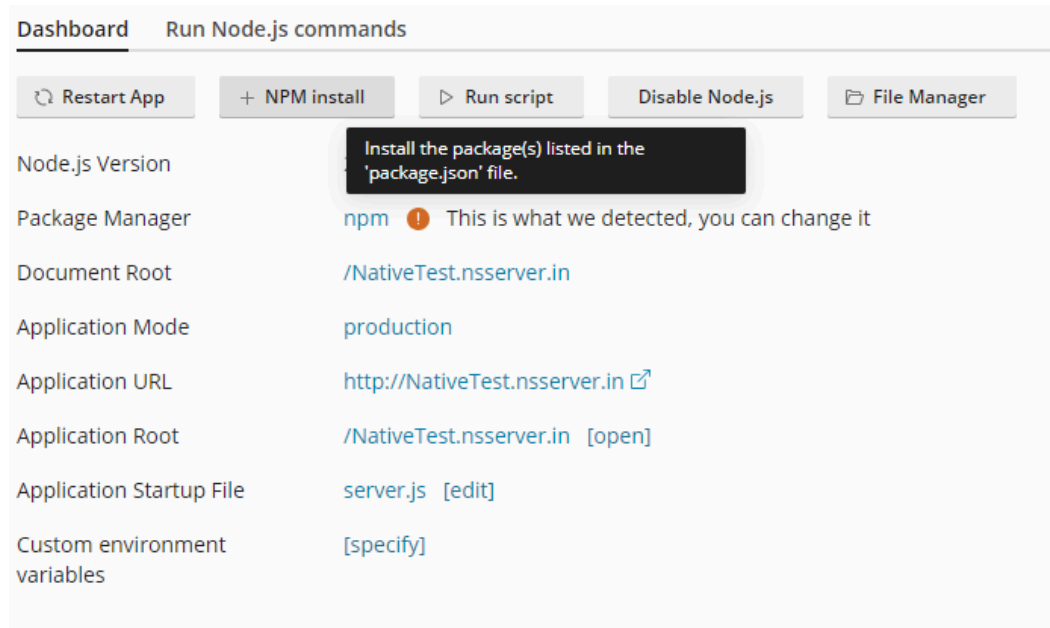 Dashboard Run Node.js commands
Restart App + NPM install Run script Disable Node.js File Manager
Install the package(s) listed in the
'package.json' file.
Node.js Version
Package Manager npm ! This is what we detected, you can change it
Document Root /NativeTest.nsserver.in
Application Mode production
Application URL http://NativeTest.nsserver.in
Application Root /NativeTest.nsserver.in [open]
Application Startup File server.js [edit]
Custom environment [specify]
variables